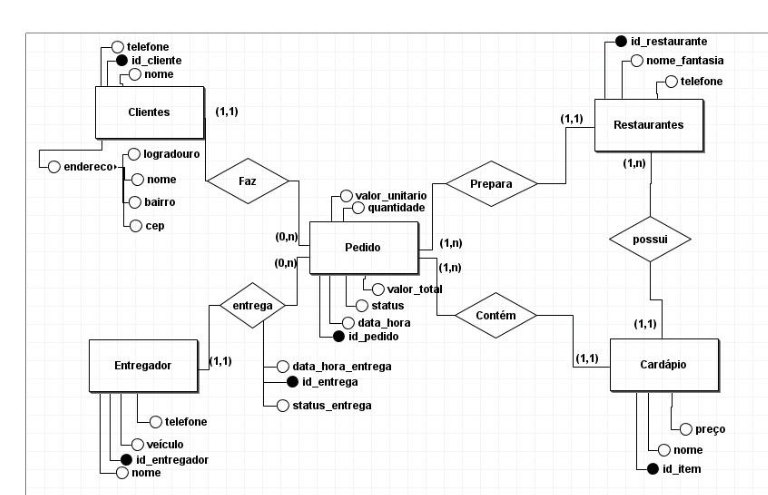 telefone
id_cliente
nome
Clientes
(1,1)
endereco
logradouro
nome
bairro
cep
Faz
(0,n)
id_restaurante
nome_fantasia
telefone
Restaurantes
(1,1)
(1,n)
Prepara
valor_unitario
quantidade
Pedido
(1,n)
(1,n)
(0,n)
valor_total
status
data_hora
id_pedido
possui
(1,1)
Contém
(1,1)
Cardápio
preço
nome
id_item
entrega
data_hora_entrega
id_entrega
status_entrega
Entregador
(1,1)
telefone
veículo
id_entregador
nome